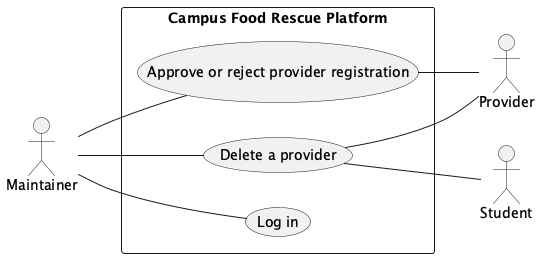 Campus Food Rescue Platform
Approve or reject provider registration
Provider
Delete a provider
Maintainer
Student
Log in